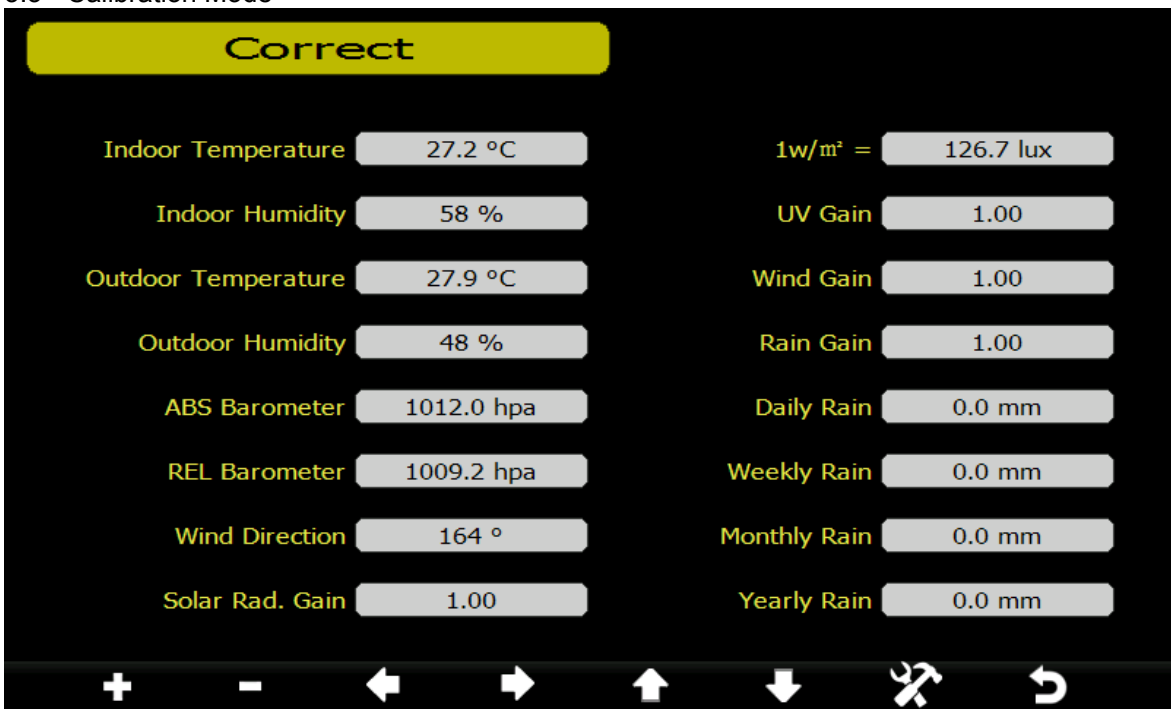 Correct
Indoor Temperature 27.2 °C
Indoor Humidity 58 %
Outdoor Temperature 27.9 °C
Outdoor Humidity 48 %
ABS Barometer 1012.0 hpa
REL Barometer 1009.2 hpa
Wind Direction 164 °
Solar Rad. Gain 1.00
1w/m² = 126.7 lux
UV Gain 1.00
Wind Gain 1.00
Rain Gain 1.00
Daily Rain 0.0 mm
Weekly Rain 0.0 mm
Monthly Rain 0.0 mm
Yearly Rain 0.0 mm